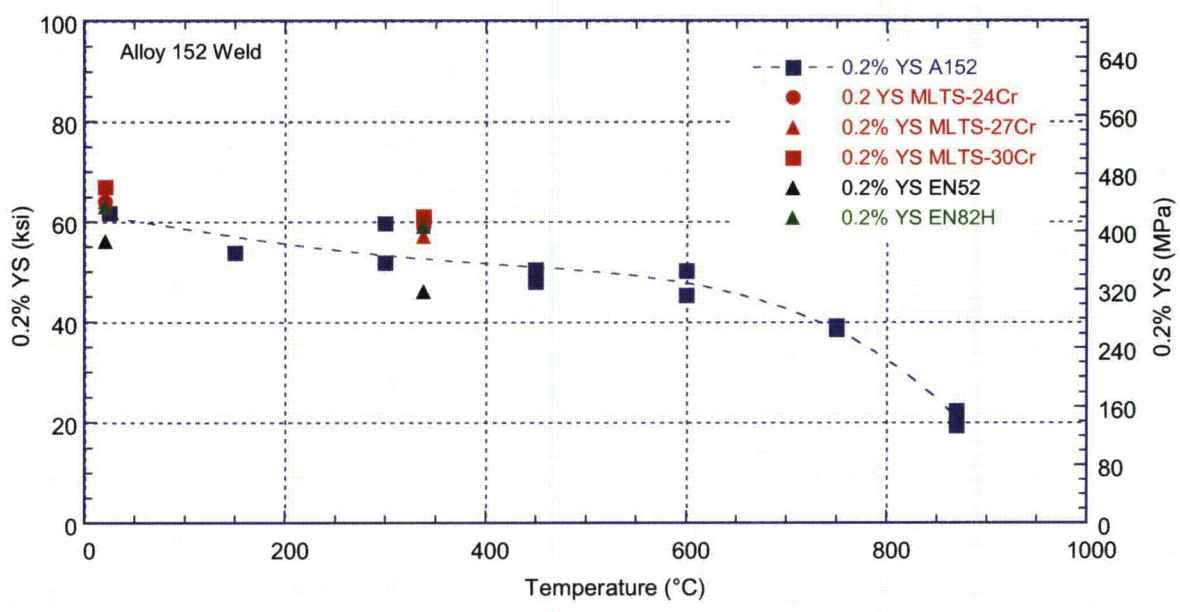 Alloy 152 Weld
0.2% YS A152
0.2 YS MLTS-24Cr
0.2% YS MLTS-27Cr
0.2% YS MLTS-30Cr
0.2% YS EN52
0.2% YS EN82H
0.2% YS (ksi)
100
80
60
40
20
0
0.2% YS (MPa)
640
560
480
400
320
240
160
80
0
0 200 400 600 800 1000
Temperature (°C)